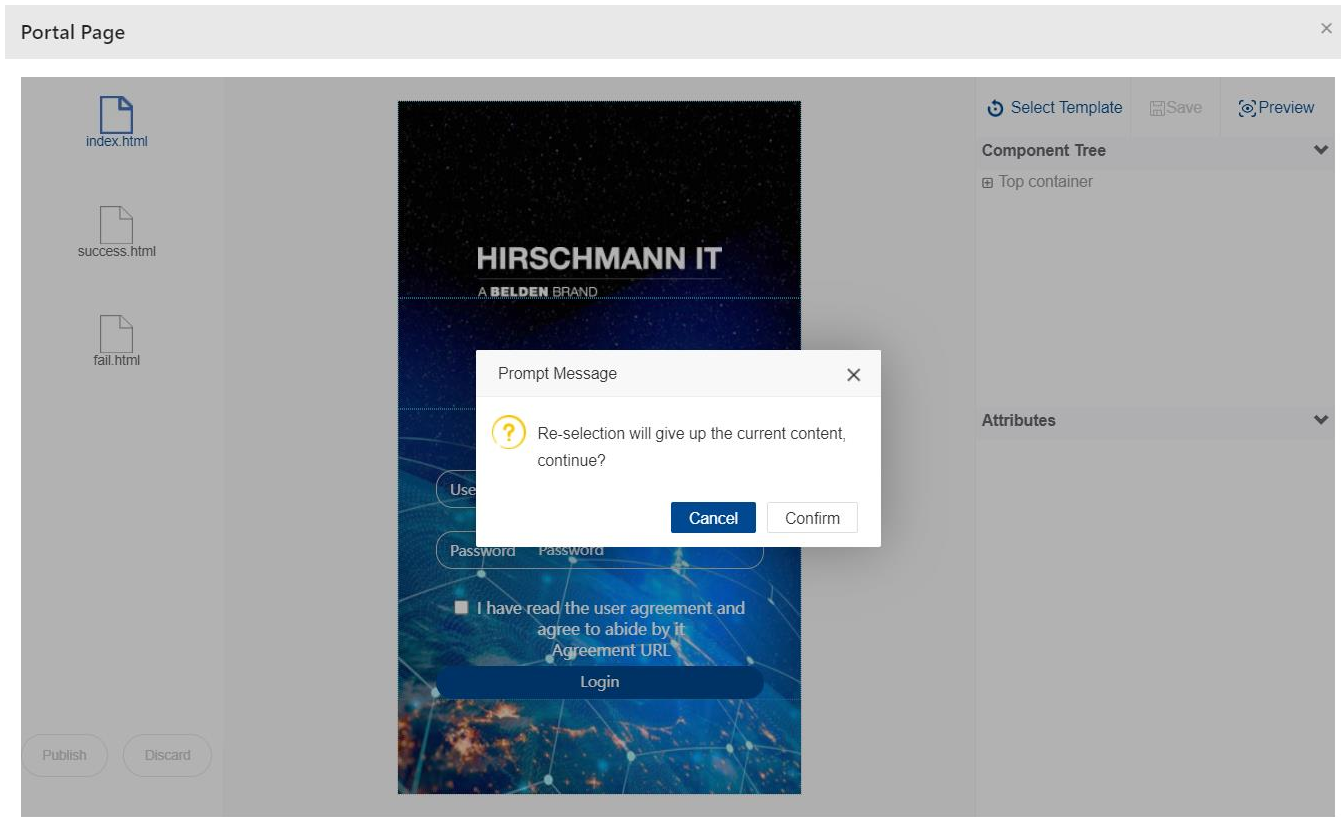 Portal Page
index.html
success.html
fail.html
Publish
Discard
HIRSCHMANN IT
A BELDEN BRAND
Prompt Message
Re-selection will give up the current content,
continue?
Cancel
Confirm
Use
Password Password
I have read the user agreement and
agree to abide by it
Agreement URL
Login
Select Template
Save
Preview
Component Tree
Top container
Attributes